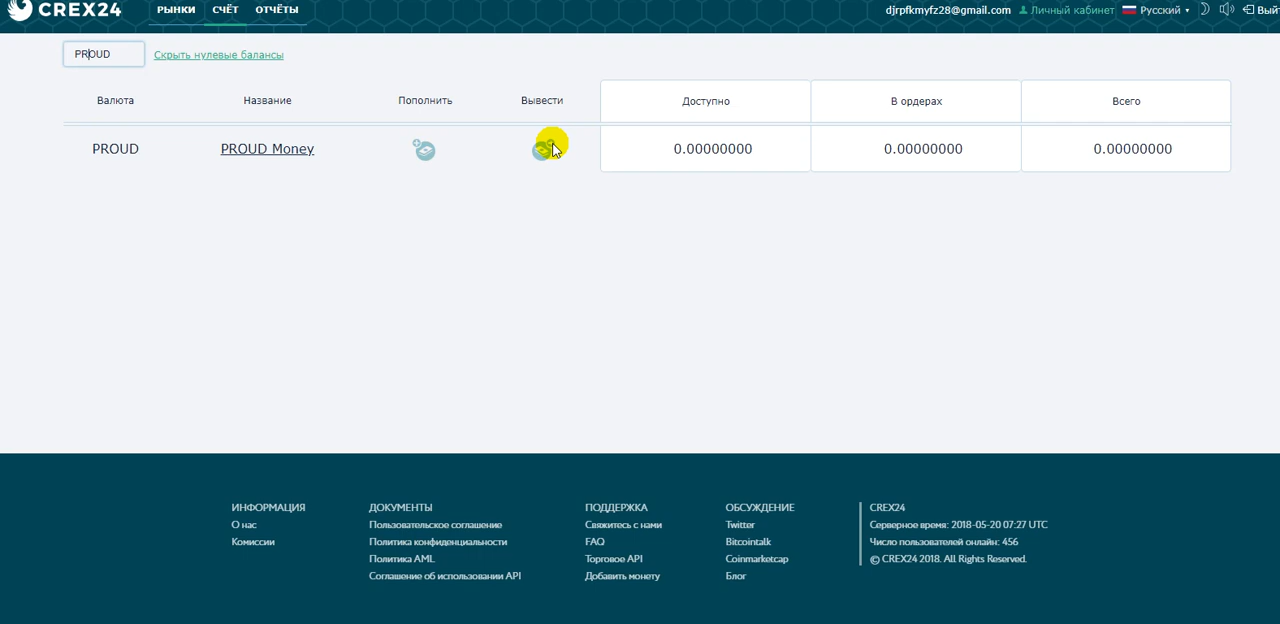 CREX24 РЫНКИ СЧЁТ ОТЧЁТЫ djrpfkmyfz28@gmail.com Личный кабинет Русский
PROUD Скрыть нулевые балансы
Валюта Название Пополнить Вывести Доступно В ордерах Всего
PROUD PROUD Money 0.00000000 0.00000000 0.00000000
ИНФОРМАЦИЯ
О нас
Комиссии
ДОКУМЕНТЫ
Пользовательское соглашение
Политика конфиденциальности
Политика AML
Соглашение об использовании API
ПОДДЕРЖКА
Свяжитесь с нами
FAQ
Торговое API
Добавить монету
ОБСУЖДЕНИЕ
Twitter
Bitcointalk
Coinmarketcap
Блог
CREX24
Серверное время: 2018-05-20 07:27 UTC
Число пользователей онлайн: 456
© CREX24 2018. All Rights Reserved.